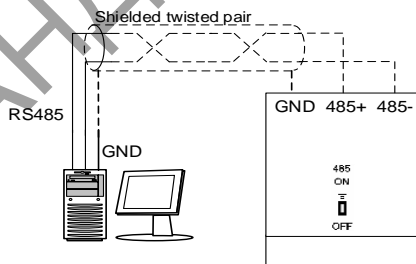 Shielded twisted pair
GND 485+ 485-
RS485
GND
485
ON
OFF